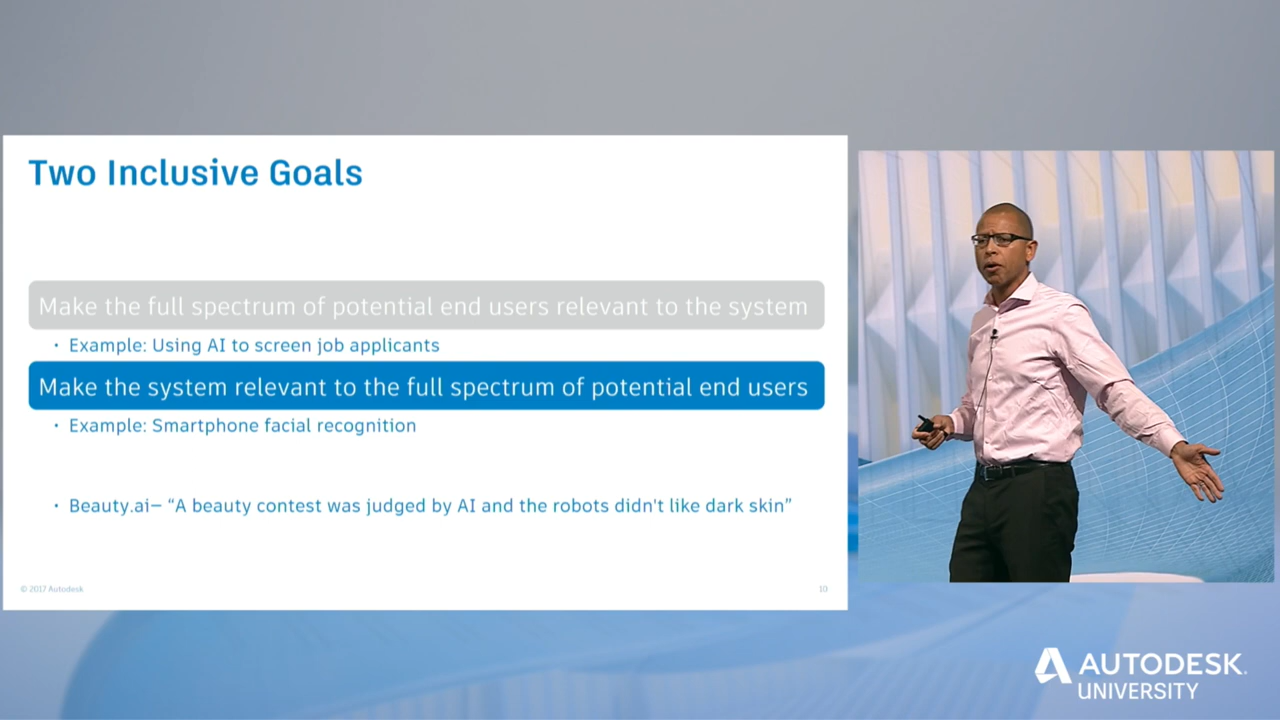 Two Inclusive Goals
Make the full spectrum of potential end users relevant to the system
• Example: Using AI to screen job applicants
Make the system relevant to the full spectrum of potential end users
• Example: Smartphone facial recognition
• Beauty.ai– “A beauty contest was judged by AI and the robots didn't like dark skin”
© 2017 Autodesk
10
AUTODESK.
UNIVERSITY